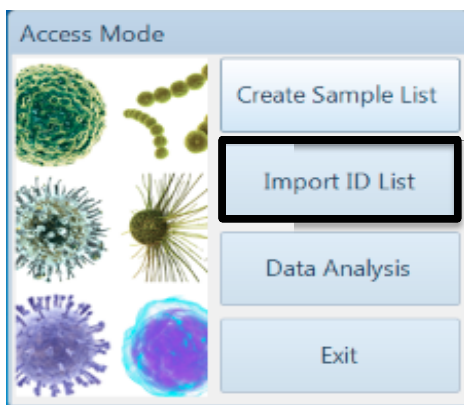 Access Mode
Create Sample List
Import ID List
Data Analysis
Exit